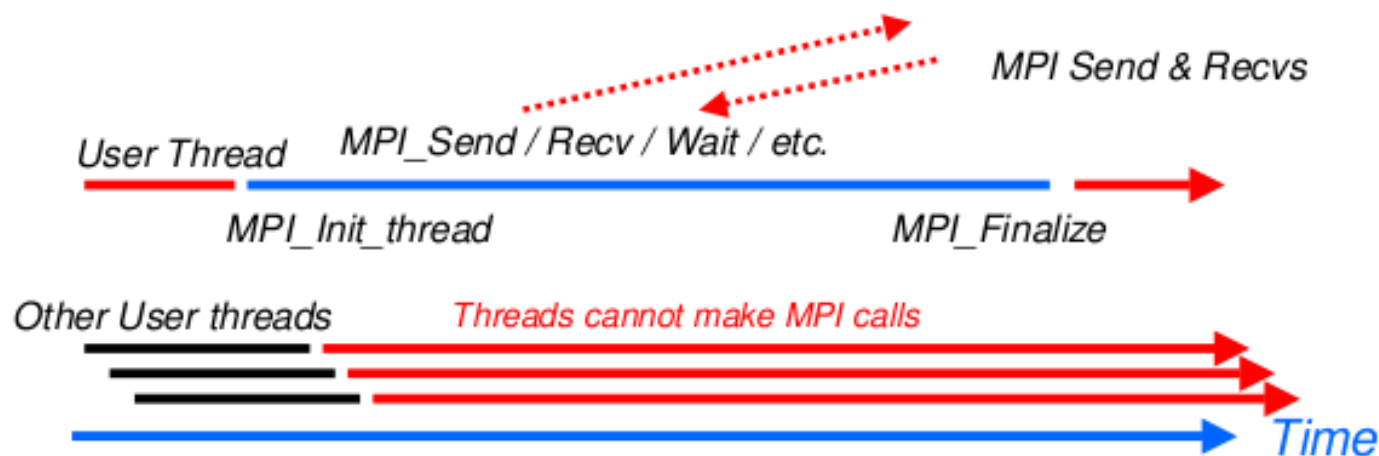 MPI Send & Recvs
User Thread
MPI_Send / Recv / Wait / etc.
MPI_Init_thread
MPI_Finalize
Other User threads
Threads cannot make MPI calls
Time